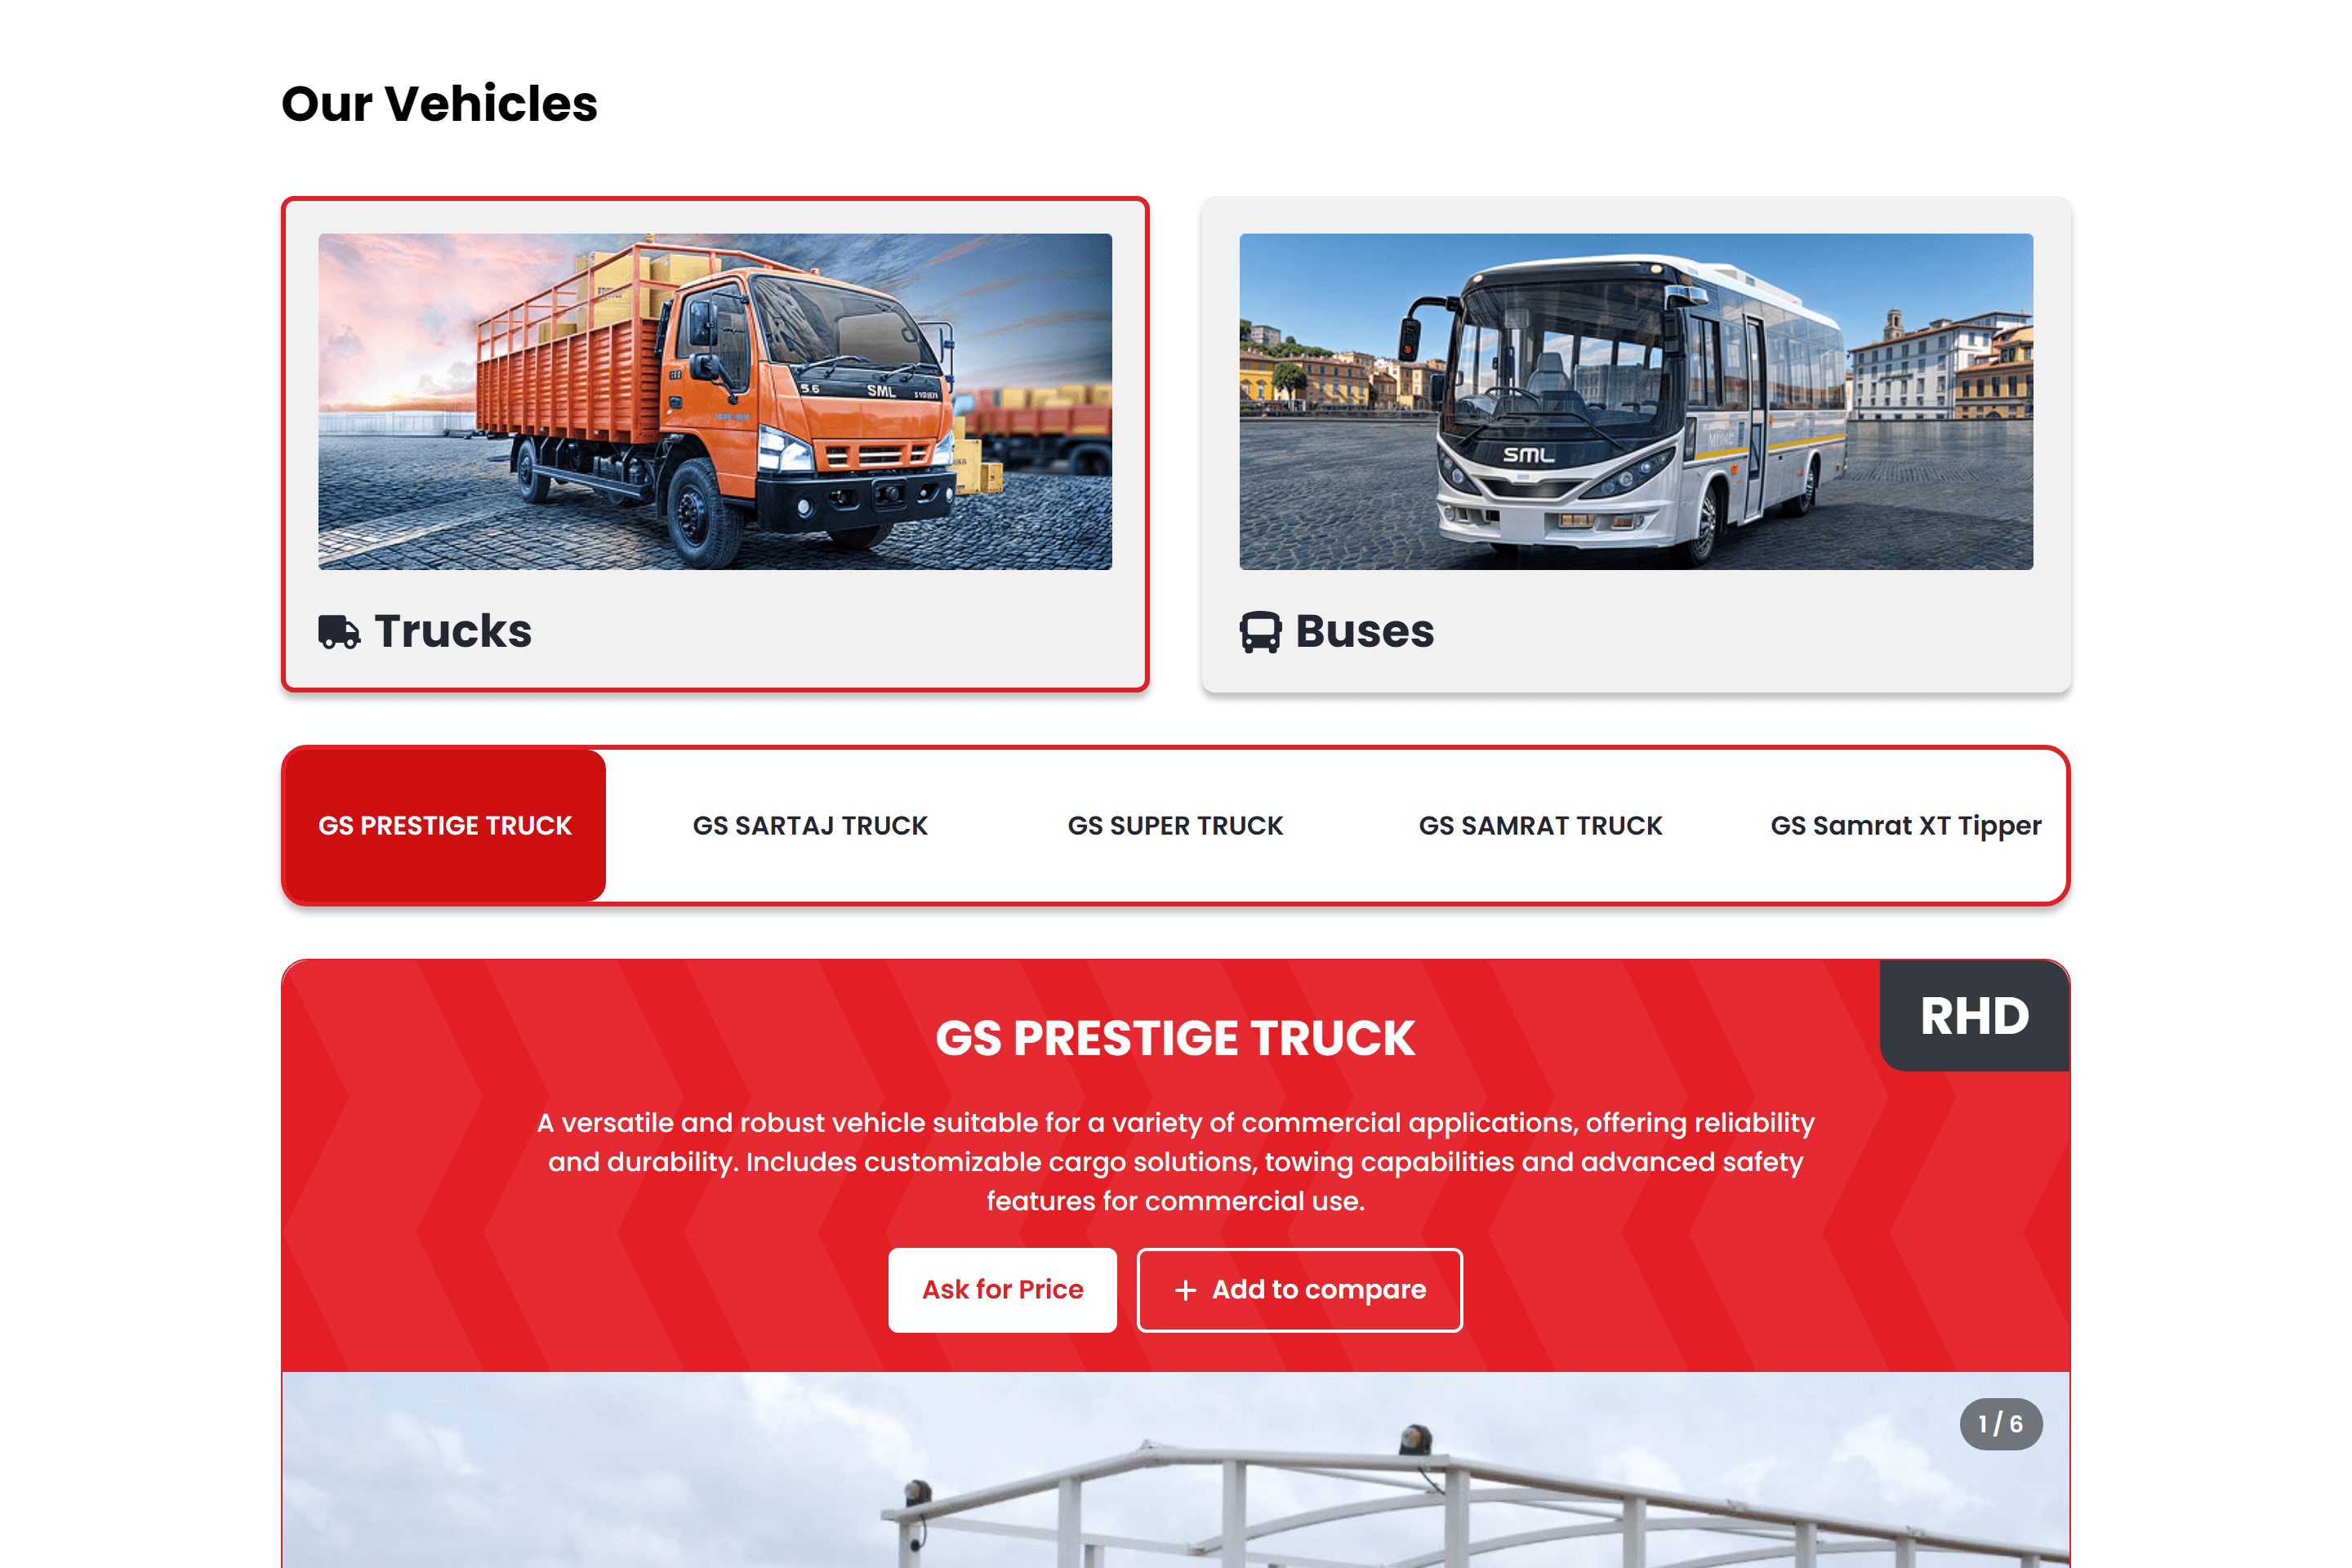 Our Vehicles
S6
SML
SML
Trucks
Buses
GS PRESTIGE TRUCK
GS SARTAJ TRUCK
GS SUPER TRUCK
GS SAMRAT TRUCK
GS Samrat XT Tipper
RHD
GS PRESTIGE TRUCK
A versatile and robust vehicle suitable for a variety of commercial applications, offering reliability
and durability. Includes customizable cargo solutions, towing capabilities and advanced safety
features for commercial use.
Ask for Price
+ Add to compare
1 / 6